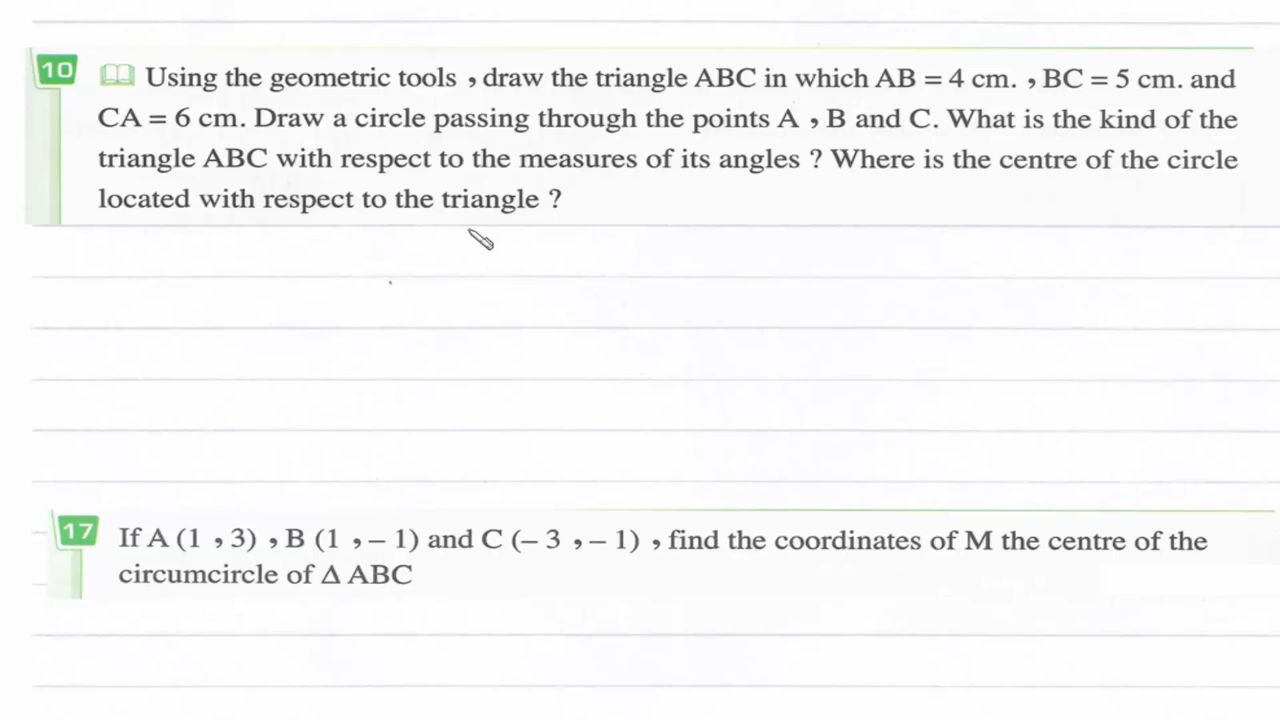 10 Using the geometric tools , draw the triangle ABC in which AB = 4 cm. , BC = 5 cm. and
CA = 6 cm. Draw a circle passing through the points A , B and C. What is the kind of the
triangle ABC with respect to the measures of its angles ? Where is the centre of the circle
located with respect to the triangle ?
17 If A (1 , 3) , B (1 , – 1) and C (– 3 , – 1) , find the coordinates of M the centre of the
circumcircle of Δ ABC